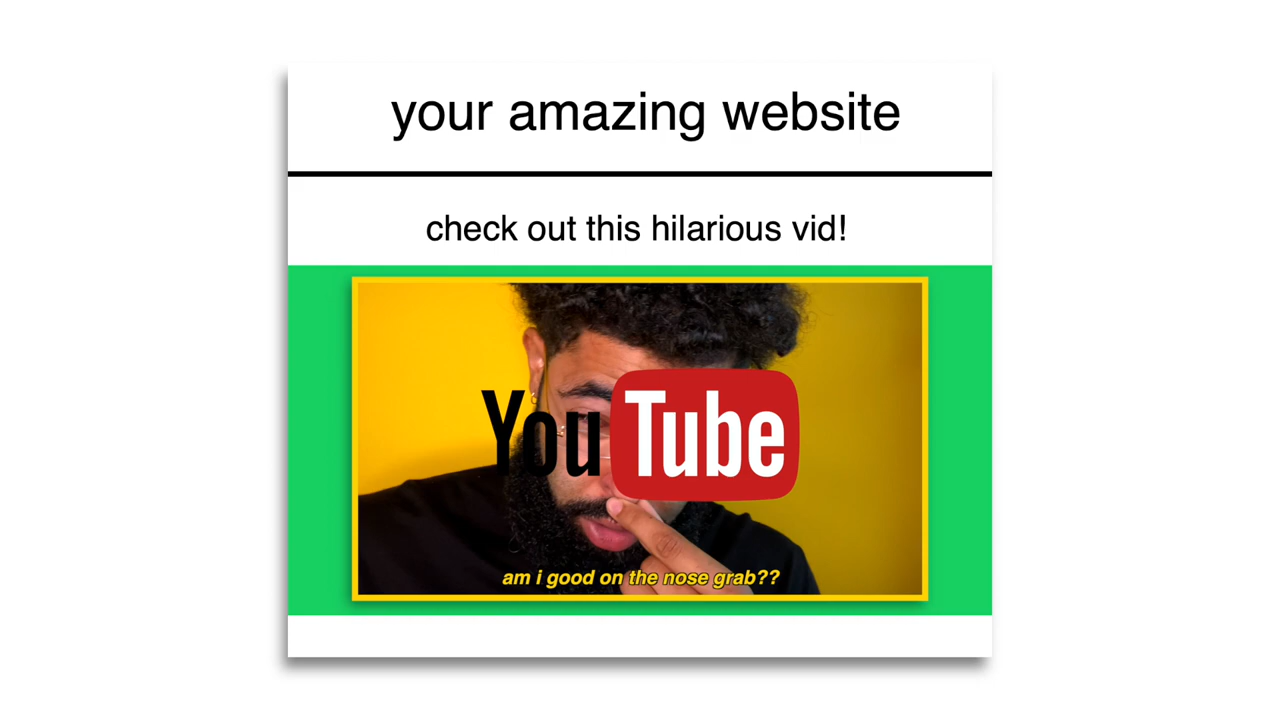 your amazing website
check out this hilarious vid!
YouTube
am i good on the nose grab??